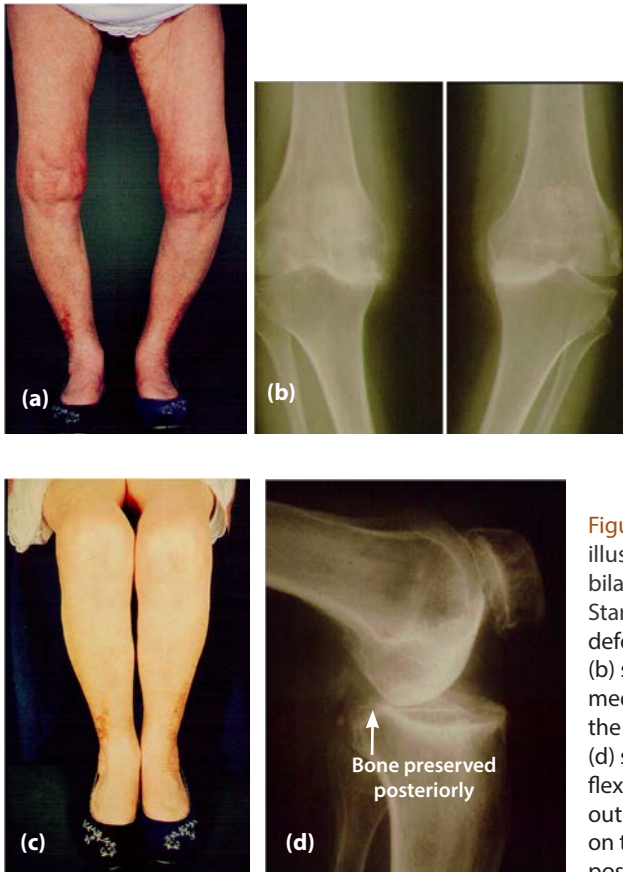 (a)
(b)
(c)
Bone preserved
posteriorly
(d)
Figu
illus
bila
Star
defo
(b) s
med
the
(d) s
flex
out
on t
pos